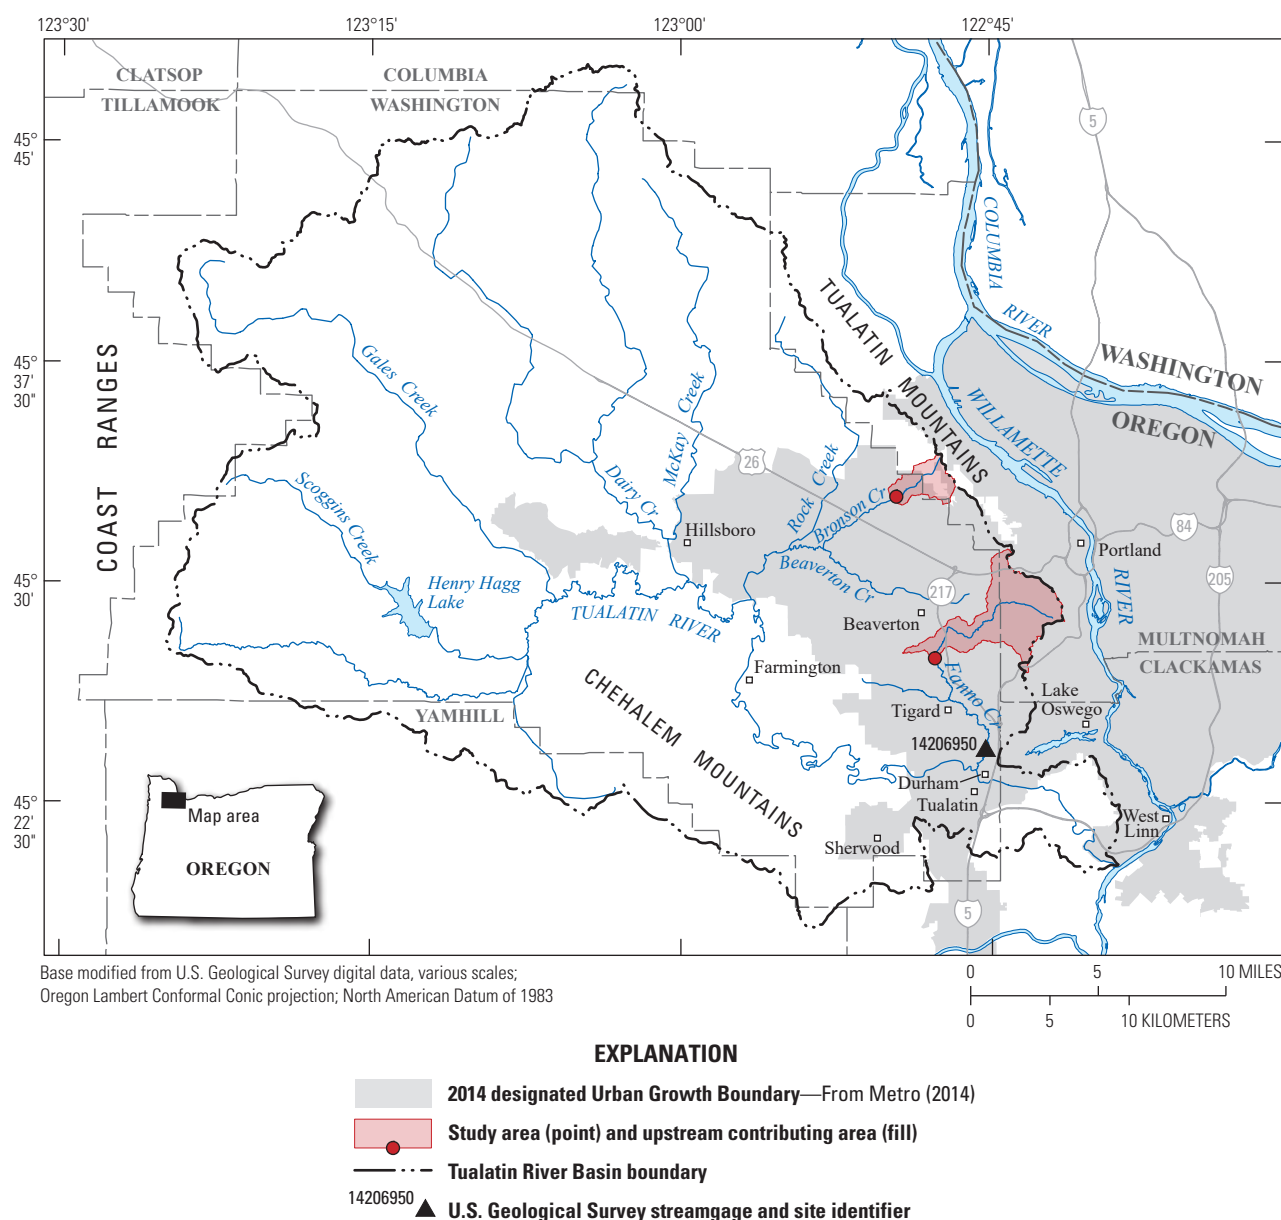 123°30'
123°15'
123°00'
122°45'
CLATSOP
TILLAMOOK
COLUMBIA
WASHINGTON
5
45°
45'
COLUMBIA
RIVER
TUALATIN MOUNTAINS
WASHINGTON
OREGON
45°
37'
30"
COAST RANGES
Gales Creek
McKay Creek
WILLAMETTE
RIVER
26
Rock Creek
Dairy Cr
Bronson Cr
Scoggins Creek
Hillsboro
84
Portland
45°
30'
Henry Hagg
Lake
Beaverton Cr
217
205
TUALATIN RIVER
Beaverton
MULTNOMAH
CLACKAMAS
Farmington
Fanno Cr
CHEHALEM MOUNTAINS
Lake
Oswego
Tigard
YAMHILL
14206950
Durham
Tualatin
45°
22'
30"
Map area
OREGON
West
Linn
Sherwood
5
Base modified from U.S. Geological Survey digital data, various scales;
Oregon Lambert Conformal Conic projection; North American Datum of 1983
0 5 10 MILES
0 5 10 KILOMETERS
EXPLANATION
2014 designated Urban Growth Boundary—From Metro (2014)
Study area (point) and upstream contributing area (fill)
Tualatin River Basin boundary
14206950 U.S. Geological Survey streamgage and site identifier